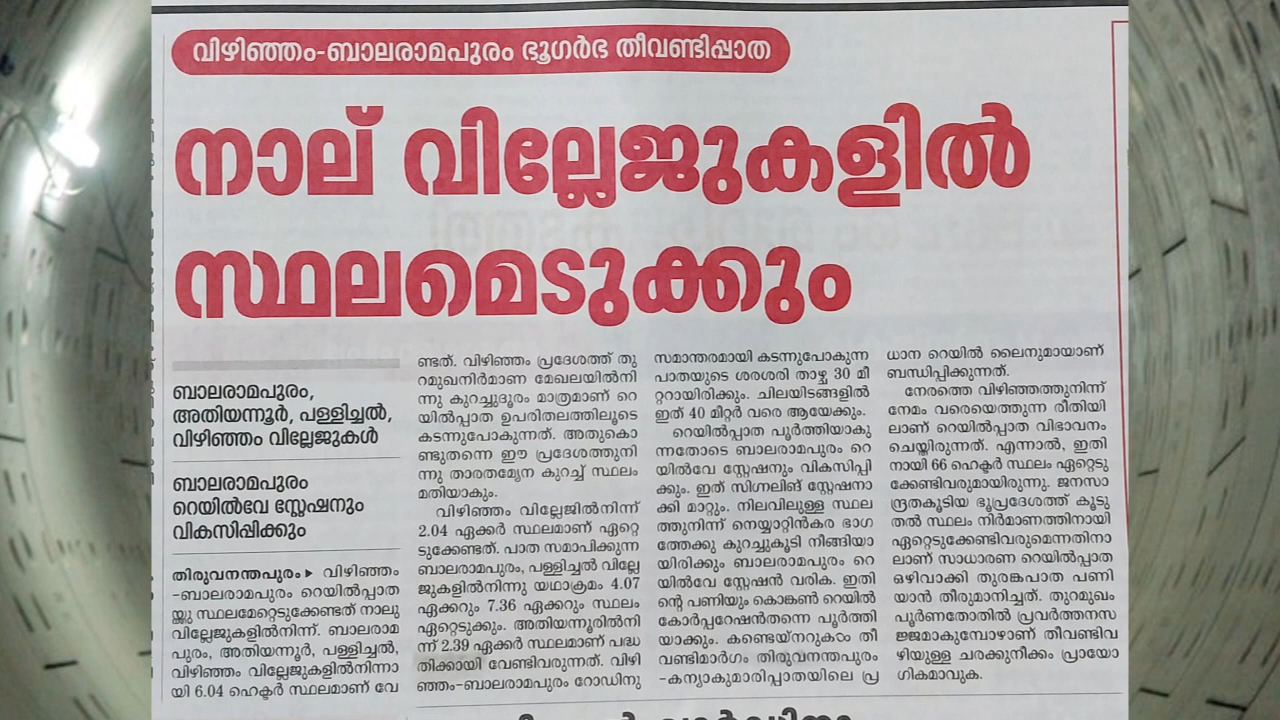 വിഴിഞ്ഞം-ബാലരാമപുരം ഭൂഗർഭ തീവണ്ടിപ്പാത
നാല് വില്ലേജുകളിൽ
സ്ഥലമെടുക്കും
ബാലരാമപുരം,
അതിയന്നൂർ, പള്ളിച്ചൽ,
വിഴിഞ്ഞം വില്ലേജുകൾ
ബാലരാമപുരം
റെയിൽവേ സ്റ്റേഷനും
വികസിപ്പിക്കും
തിരുവനന്തപുരം ▸ വിഴിഞ്ഞം
-ബാലരാമപുരം റെയിൽപ്പാത
യ്ക്കു സ്ഥലമേറ്റെടുക്കേണ്ടത് നാലു
വില്ലേജുകളിൽനിന്ന്. ബാലരാമ
പുരം, അതിയന്നൂർ, പള്ളിച്ചൽ,
വിഴിഞ്ഞം വില്ലേജുകളിൽനിന്നാ
യി 6.04 ഹെക്ടർ സ്ഥലമാണ് വേ
ണ്ടത്. വിഴിഞ്ഞം പ്രദേശത്ത് തു
റമുഖനിർമാണ മേഖലയിൽനി
ന്നു കുറച്ചുദൂരം മാത്രമാണ് റെ
യിൽപ്പാത ഉപരിതലത്തിലൂടെ
കടന്നുപോകുന്നത്. അതുകൊ
ണ്ടുതന്നെ ഈ പ്രദേശത്തുനി
ന്നു താരതമ്യേന കുറച്ച് സ്ഥലം
മതിയാകും.
വിഴിഞ്ഞം വില്ലേജിൽനിന്ന്
2.04 ഏക്കർ സ്ഥലമാണ് ഏറ്റെ
ടുക്കേണ്ടത്. പാത സമാപിക്കുന്ന
ബാലരാമപുരം, പള്ളിച്ചൽ വില്ലേ
ജുകളിൽനിന്നു യഥാക്രമം 4.07
ഏക്കറും 7.36 ഏക്കറും സ്ഥലം
ഏറ്റെടുക്കും. അതിയന്നൂരിൽനി
ന്ന് 2.39 ഏക്കർ സ്ഥലമാണ് പദ്ധ
തിക്കായി വേണ്ടിവരുന്നത്. വിഴി
ഞ്ഞം-ബാലരാമപുരം റോഡിനു
സമാന്തരമായി കടന്നുപോകുന്ന
പാതയുടെ ശരശരി താഴ്ച 30 മീ
റ്ററായിരിക്കും. ചിലയിടങ്ങളിൽ
ഇത് 40 മീറ്റർ വരെ ആയേക്കും.
റെയിൽപ്പാത പൂർത്തിയാകു
ന്നതോടെ ബാലരാമപുരം റെ
യിൽവേ സ്റ്റേഷനും വികസിപ്പി
ക്കും. ഇത് സിഗ്നലിങ് സ്റ്റേഷനാ
ക്കി മാറ്റും. നിലവിലുള്ള സ്ഥല
ത്തുനിന്ന് നെയ്യാറ്റിൻകര ഭാഗ
ത്തേക്കു കുറച്ചുകൂടി നീങ്ങിയാ
യിരിക്കും ബാലരാമപുരം റെ
യിൽവേ സ്റ്റേഷൻ വരിക. ഇതി
ന്റെ പണിയും കൊങ്കൺ റെയിൽ
കോർപ്പറേഷൻതന്നെ പൂർത്തി
യാക്കും. കണ്ടെയ്നറുകഠം തീ
വണ്ടിമാർഗം തിരുവനന്തപുരം
-കന്യാകുമാരിപ്പാതയിലെ പ്ര
ധാന റെയിൽ ലൈനുമായാണ്
ബന്ധിപ്പിക്കുന്നത്.
നേരത്തെ വിഴിഞ്ഞത്തുനിന്ന്
നേമം വരെയെത്തുന്ന രീതിയി
ലാണ് റെയിൽപ്പാത വിഭാവനം
ചെയ്തിരുന്നത്. എന്നാൽ, ഇതി
നായി 66 ഹെക്ടർ സ്ഥലം ഏറ്റെടു
ക്കേണ്ടിവരുമായിരുന്നു. ജനസാ
ന്ദ്രതകൂടിയ ഭൂപ്രദേശത്ത് കൂടു
തൽ സ്ഥലം നിർമാണത്തിനായി
ഏറ്റെടുക്കേണ്ടിവരുമെന്നതിനാ
ലാണ് സാധാരണ റെയിൽപ്പാത
ഒഴിവാക്കി തുരങ്കപാത പണി
യാൻ തീരുമാനിച്ചത്. തുറമുഖം
പൂർണതോതിൽ പ്രവർത്തനസ
ജ്ജമാകുമ്പോഴാണ് തീവണ്ടിവ
ഴിയുള്ള ചരക്കുനീക്കം പ്രായോ
ഗികമാവുക.